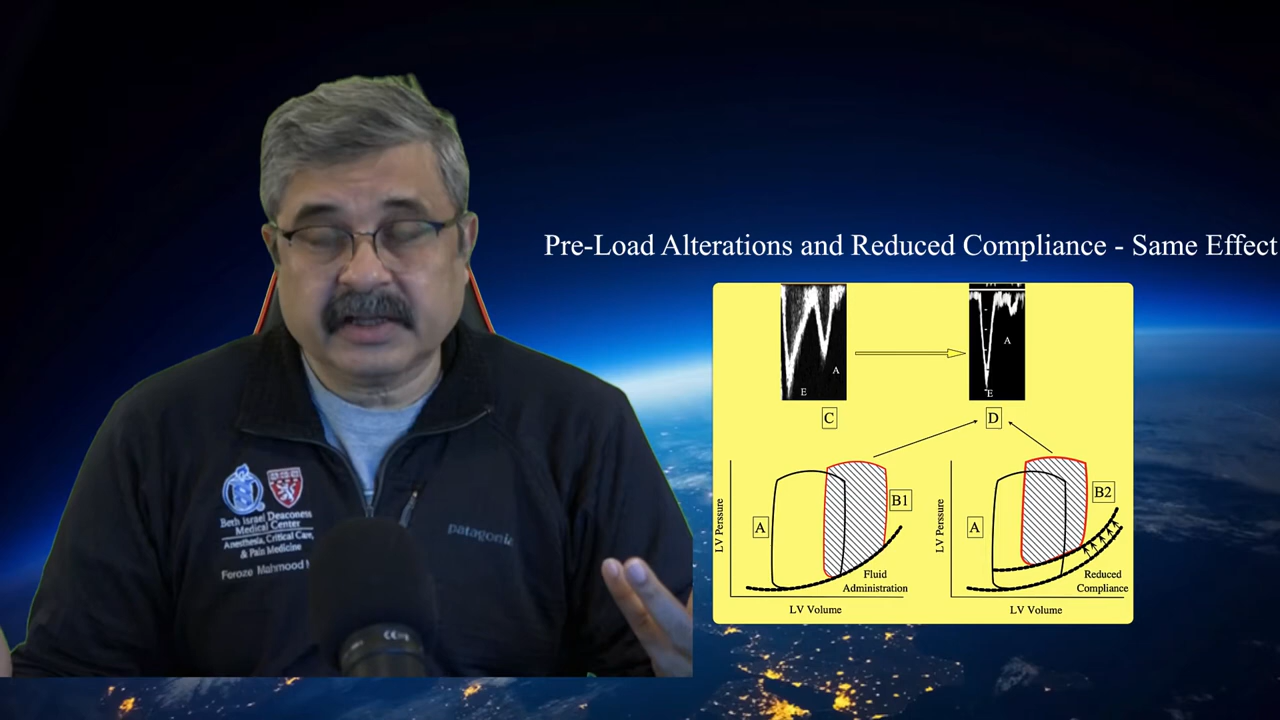 Pre-Load Alterations and Reduced Compliance - Same Effect
E
A
A
E
C
D
A
B1
LV Perssure
Fluid
Administration
LV Volume
A
B2
LV Perssure
Reduced
Compliance
LV Volume
Beth Israel Deaconess
Medical Center
Anesthesia, Critical Care,
& Pain Medicine
Feroze Mahmood
patagonia